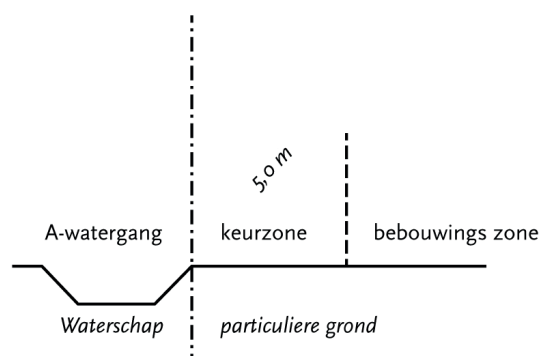 5,0 m
A-watergang
keurzone
bebouwings zone
Waterschap
particuliere grond